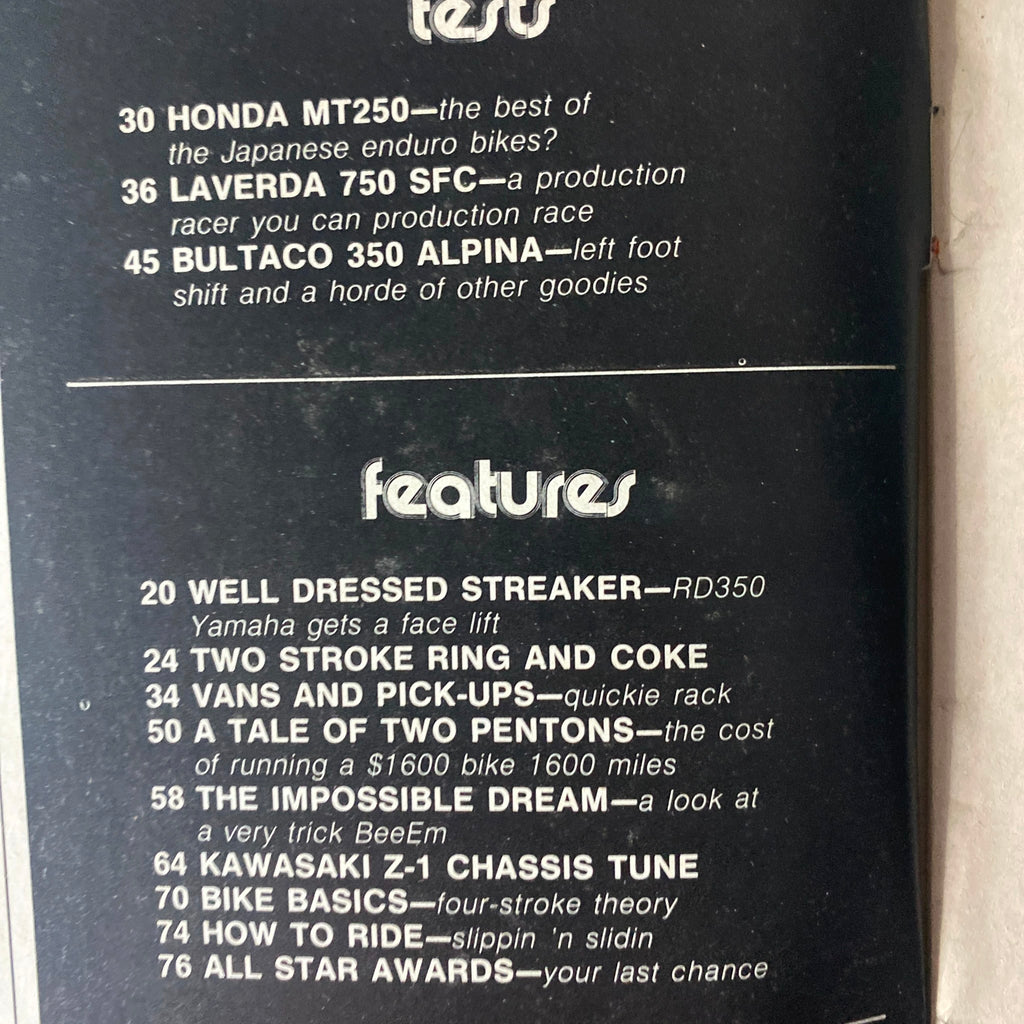 tests
30 HONDA MT250—the best of
the Japanese enduro bikes?
36 LAVERDA 750 SFC—a production
racer you can production race
45 BULTACO 350 ALPINA—left foot
shift and a horde of other goodies
features
20 WELL DRESSED STREAKER—RD350
Yamaha gets a face lift
24 TWO STROKE RING AND COKE
34 VANS AND PICK-UPS—quickie rack
50 A TALE OF TWO PENTONS—the cost
of running a $1600 bike 1600 miles
58 THE IMPOSSIBLE DREAM—a look at
a very trick BeeEm
64 KAWASAKI Z-1 CHASSIS TUNE
70 BIKE BASICS—four-stroke theory
74 HOW TO RIDE—slippin 'n slidin
76 ALL STAR AWARDS—your last chance